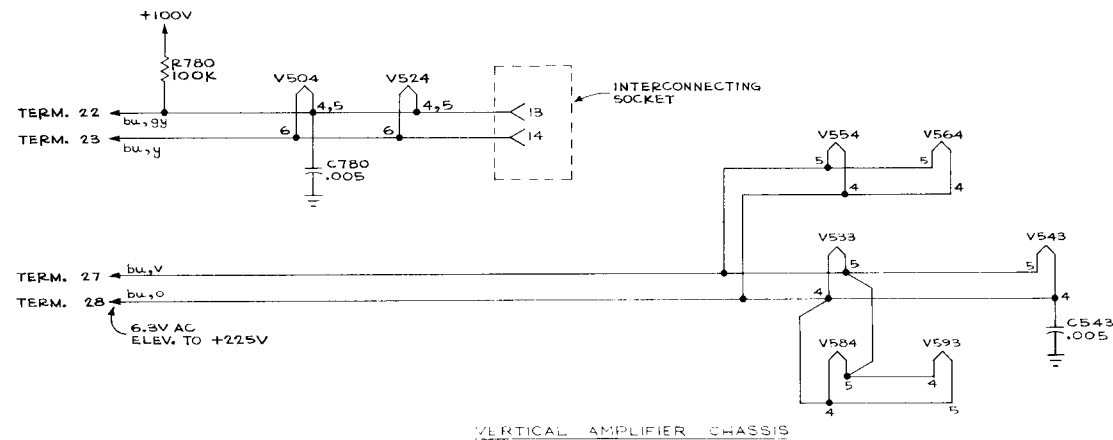 +100V
R780
100K
V504
V524
INTERCONNECTING
SOCKET
TERM. 22
bu, gy
4,5
4,5
13
TERM. 23
bu, y
6
6
14
C780
.005
V554
V564
5
5
4
4
V533
V543
TERM. 27
bu, v
5
5
TERM. 28
bu, o
4
4
6.3V AC
ELEV. TO +225V
C543
.005
V584
V593
5
4
4
5
VERTICAL AMPLIFIER CHASSIS